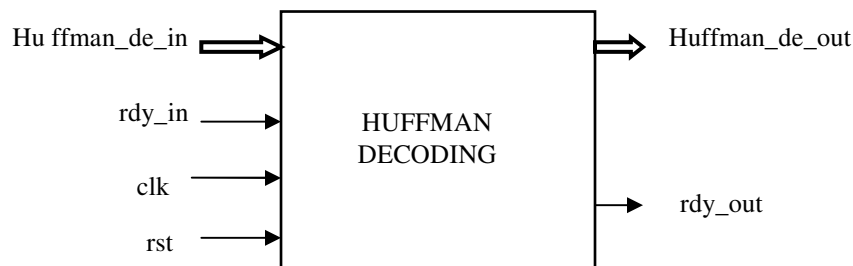 Hu ffman_de_in
Huffman_de_out
rdy_in
HUFFMAN
DECODING
clk
rdy_out
rst